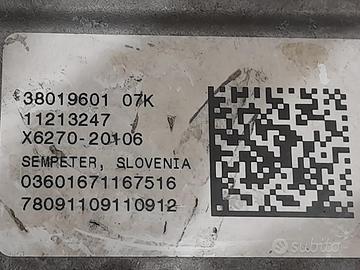 38019601 07K
11213247
X6270-20106
SEMPETER, SLOVENIA
03601671167516
78091109110912
subito